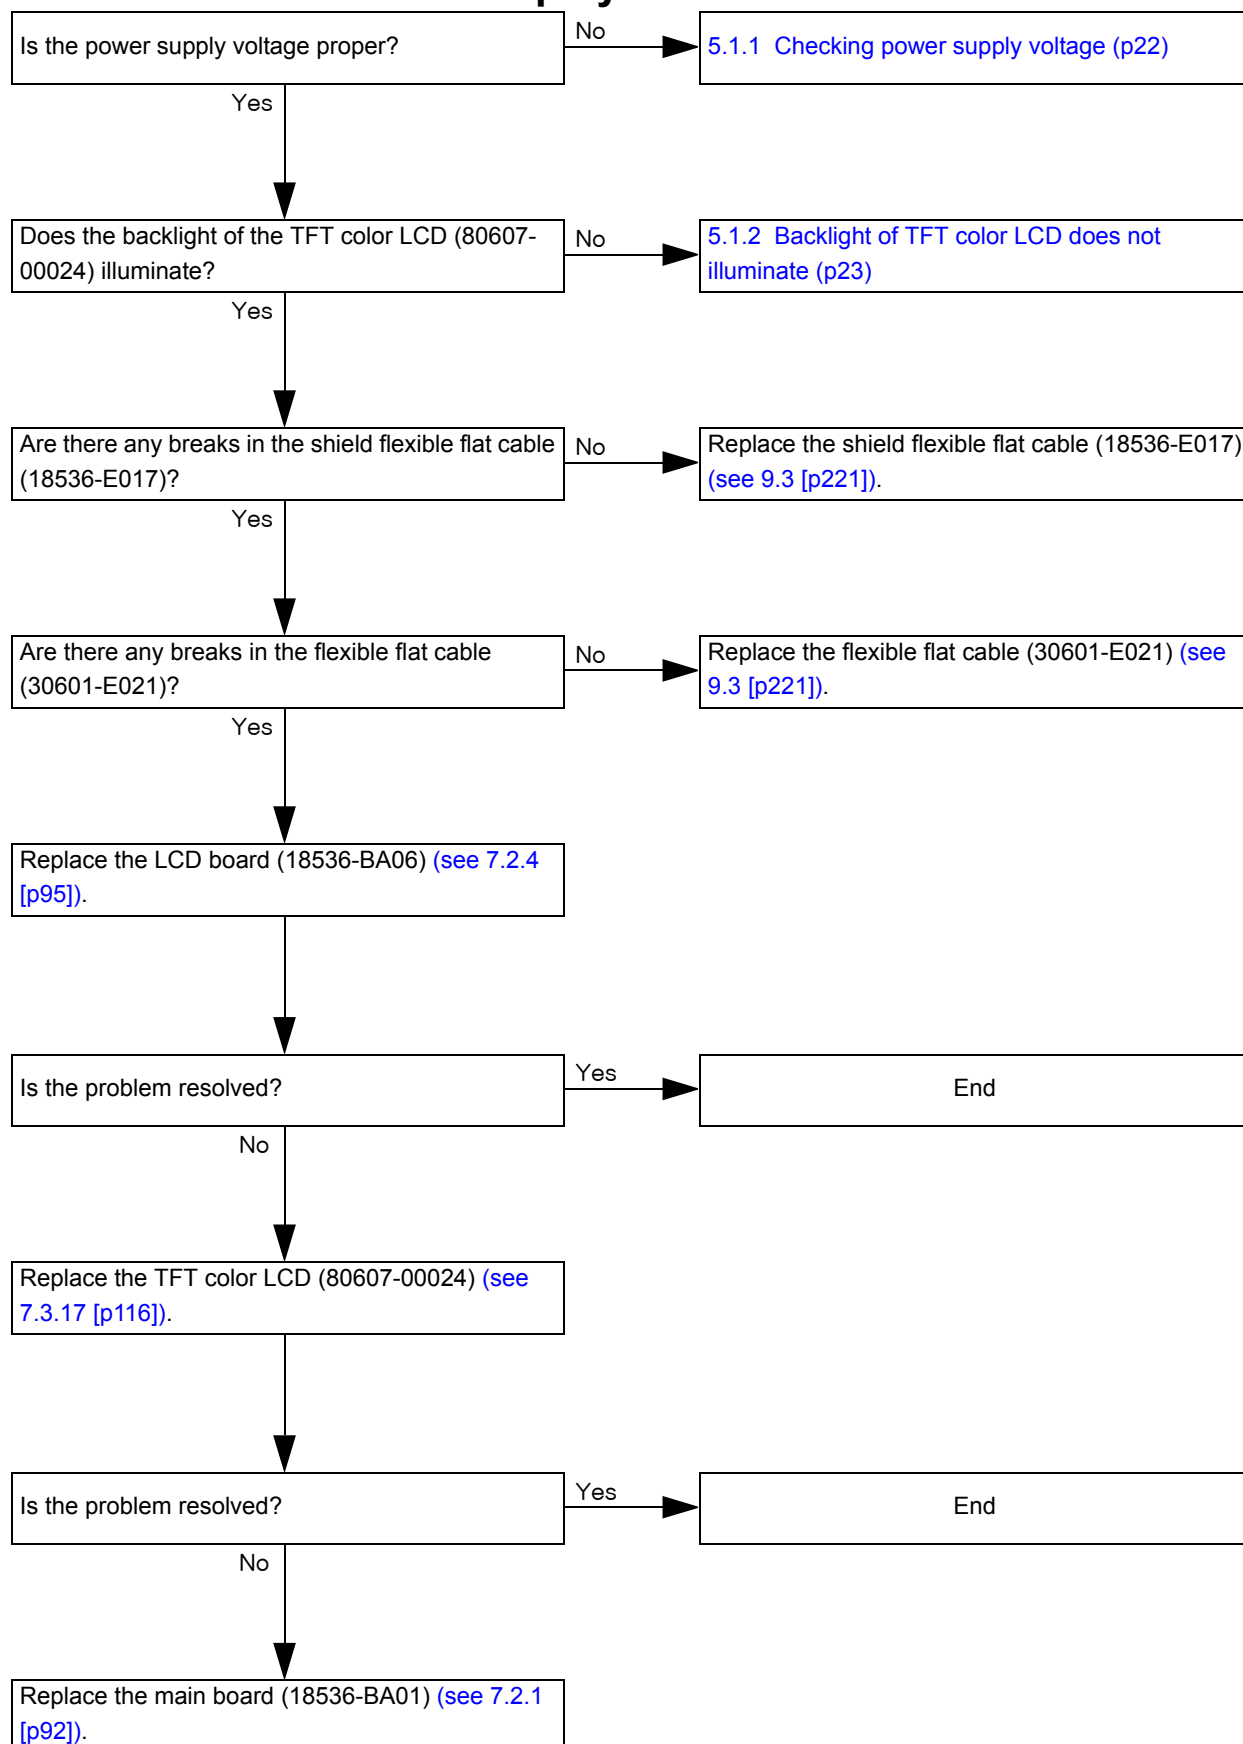 Is the power supply voltage proper?
No
5.1.1 Checking power supply voltage (p22)
Yes
Does the backlight of the TFT color LCD (80607-
00024) illuminate?
No
5.1.2 Backlight of TFT color LCD does not
illuminate (p23)
Yes
Are there any breaks in the shield flexible flat cable
(18536-E017)?
No
Replace the shield flexible flat cable (18536-E017)
(see 9.3 [p221]).
Yes
Are there any breaks in the flexible flat cable
(30601-E021)?
No
Replace the flexible flat cable (30601-E021) (see
9.3 [p221]).
Yes
Replace the LCD board (18536-BA06) (see 7.2.4
[p95]).
Is the problem resolved?
Yes
End
No
Replace the TFT color LCD (80607-00024) (see
7.3.17 [p116]).
Is the problem resolved?
Yes
End
No
Replace the main board (18536-BA01) (see 7.2.1
[p92]).